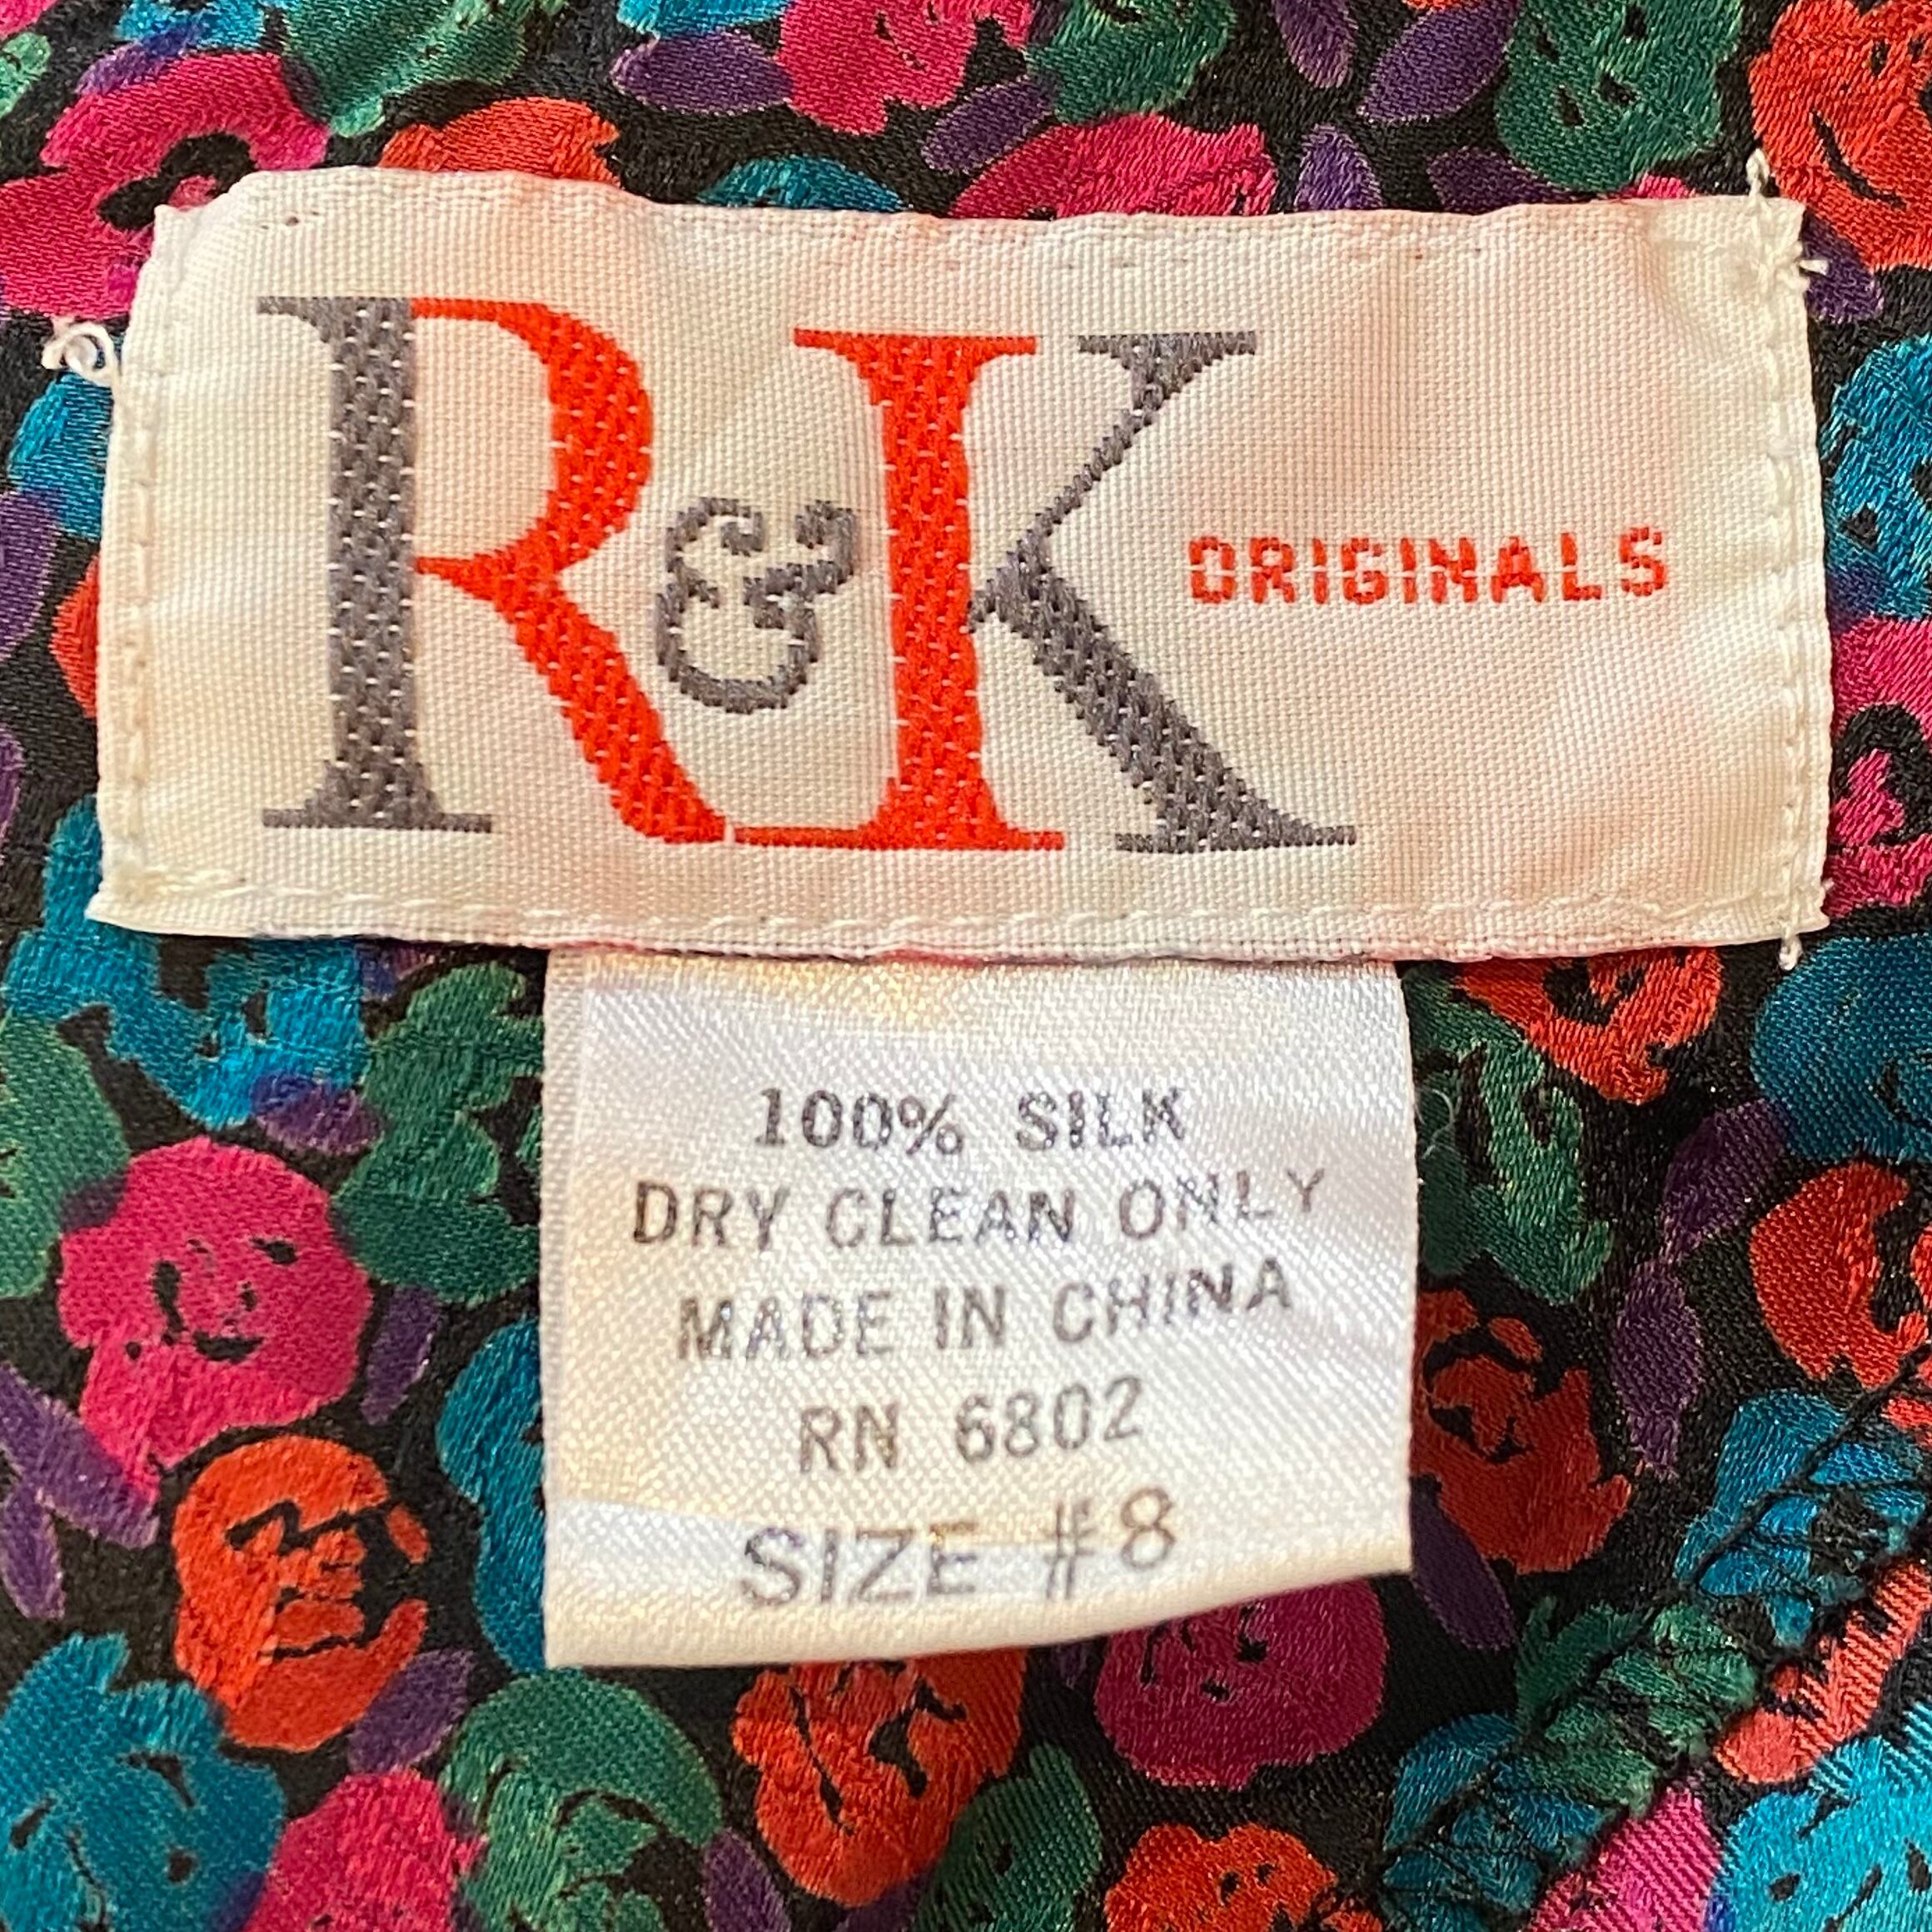 R&K ORIGINALS
100% SILK
DRY CLEAN ONLY
MADE IN CHINA
RN 6802
SIZE #8